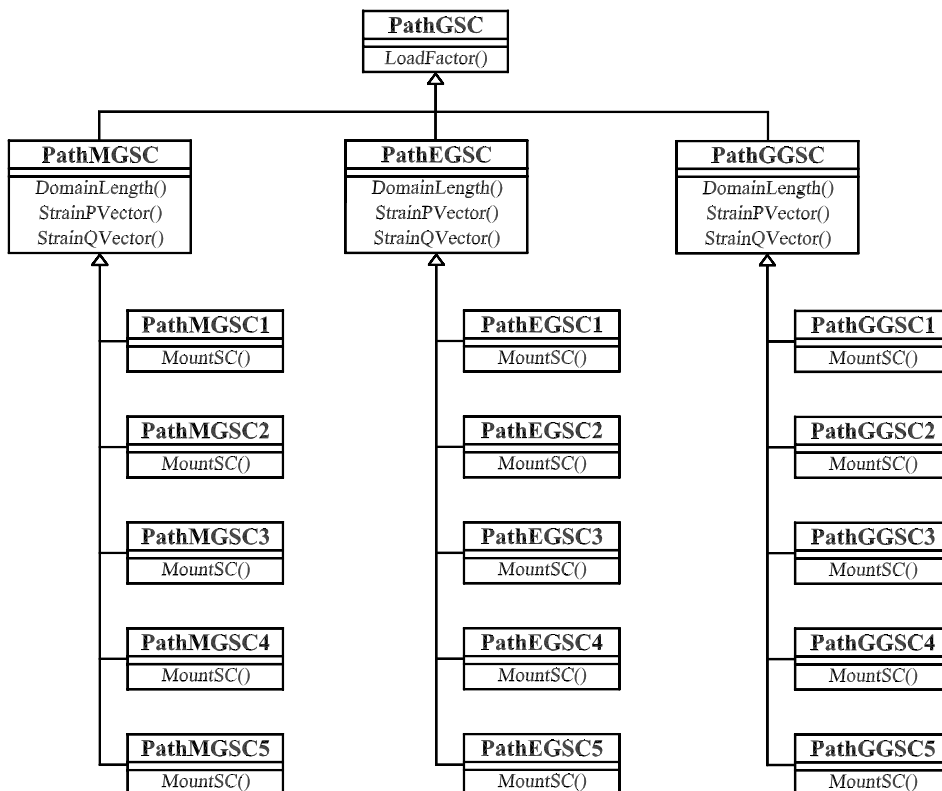 PathGSC
LoadFactor()
PathMGSC
DomainLength()
StrainPVector()
StrainQVector()
PathEGSC
DomainLength()
StrainPVector()
StrainQVector()
PathGGSC
DomainLength()
StrainPVector()
StrainQVector()
PathMGSC1
MountSC()
PathEGSC1
MountSC()
PathGGSC1
MountSC()
PathMGSC2
MountSC()
PathEGSC2
MountSC()
PathGGSC2
MountSC()
PathMGSC3
MountSC()
PathEGSC3
MountSC()
PathGGSC3
MountSC()
PathMGSC4
MountSC()
PathEGSC4
MountSC()
PathGGSC4
MountSC()
PathMGSC5
MountSC()
PathEGSC5
MountSC()
PathGGSC5
MountSC()